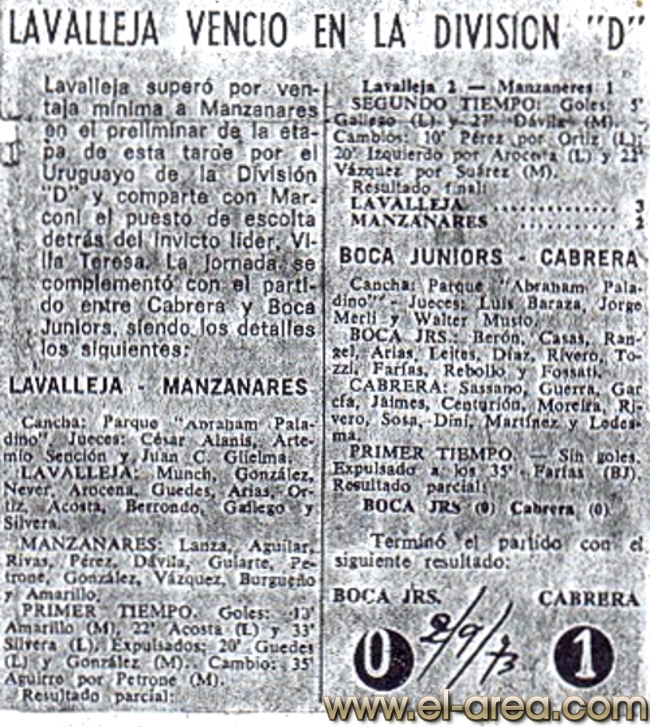 LAVALLEJA VENCIO EN LA DIVISION "D"
Lavalleja superó por ven-
taja mínima a Manzanares
en el preliminar de la eta-
pa de esta tarde por el
Uruguayo de la División
"D" y comparte con Mar-
coni el puesto de escolta
detrás del invicto líder, Vi-
lla Teresa. La jornada se
complementó con el parti-
do entre Cabrera y Boca
Juniors, siendo los detalles
los siguientes:
LAVALLEJA - MANZANARES
Cancha: Parque "Abraham Pala-
dino" Jueces: César Alanis, Arte-
mio Sención y Juan C. Glielma.
LAVALLEJA: Munch, González,
Never, Arocena, Guedes, Arias, Or-
tiz, Acosta, Berrondo, Gallego y
Silvera.
MANZANARES: Lanza, Aguilar,
Rivas, Pérez, Dávila, Gularte, Pe-
trone, González, Vázquez, Burgueño
y Amarillo.
PRIMER TIEMPO. Goles: 13'
Amarillo (M), 22' Acosta (L) y 33'
Silvera (L). Expulsados: 20' Guedes
(L) y González (M). Cambio: 35'
Aguirre por Petrone (M).
Resultado parcial:
Lavalleja 2 — Manzaneres 1
SEGUNDO TIEMPO: Goles: 5'
Gallego (L) y 27' Dávila (M). —
Cambios: 10' Pérez por Ortiz (L);
20' Izquierdo por Arocena (L) y 22'
Vázquez por Suárez (M).
Resultado final:
LAVALLEJA .............. 3
MANZANARES ........... 2
BOCA JUNIORS - CABRERA
Cancha: Parque "Abraham Pala-
dino" - Jueces: Luis Baraza, Jorge
Merli y Walter Musto.
BOCA JRS.: Berón, Casas, Ran-
gel, Arias, Leites, Díaz, Rivero, To-
zzi, Farías, Rebollo y Fossati.
CABRERA: Sassano, Guerra, Gar-
cía, Jaimes, Centurión, Moreira, Ri-
vero, Sosa, Dini, Martínez y Lodes-
ma.
PRIMER TIEMPO. — Sin goles.
Expulsado a los 35' Farías (BJ).
Resultado parcial:
BOCA JRS (0) Cabrera (0)
Terminó el partido con el
siguiente resultado:
BOCA JRS. CABRERA
0 2/9/73 1
www.el-area.com